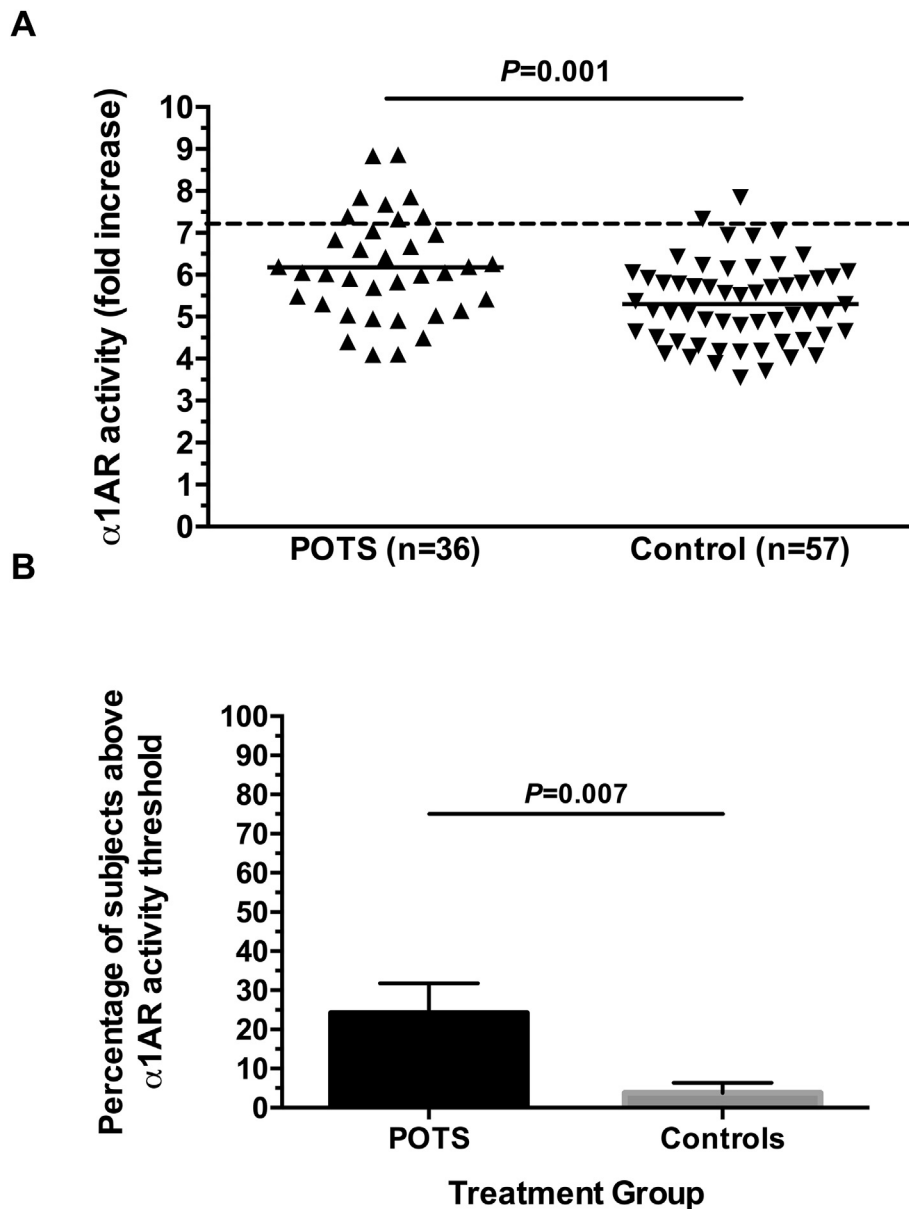 A
P=0.001
α1AR activity (fold increase)
10
9
8
7
6
5
4
3
2
1
0
POTS (n=36)
Control (n=57)
B
Percentage of subjects above
α1AR activity threshold
100
90
80
70
60
50
40
30
20
10
0
P=0.007
POTS
Controls
Treatment Group